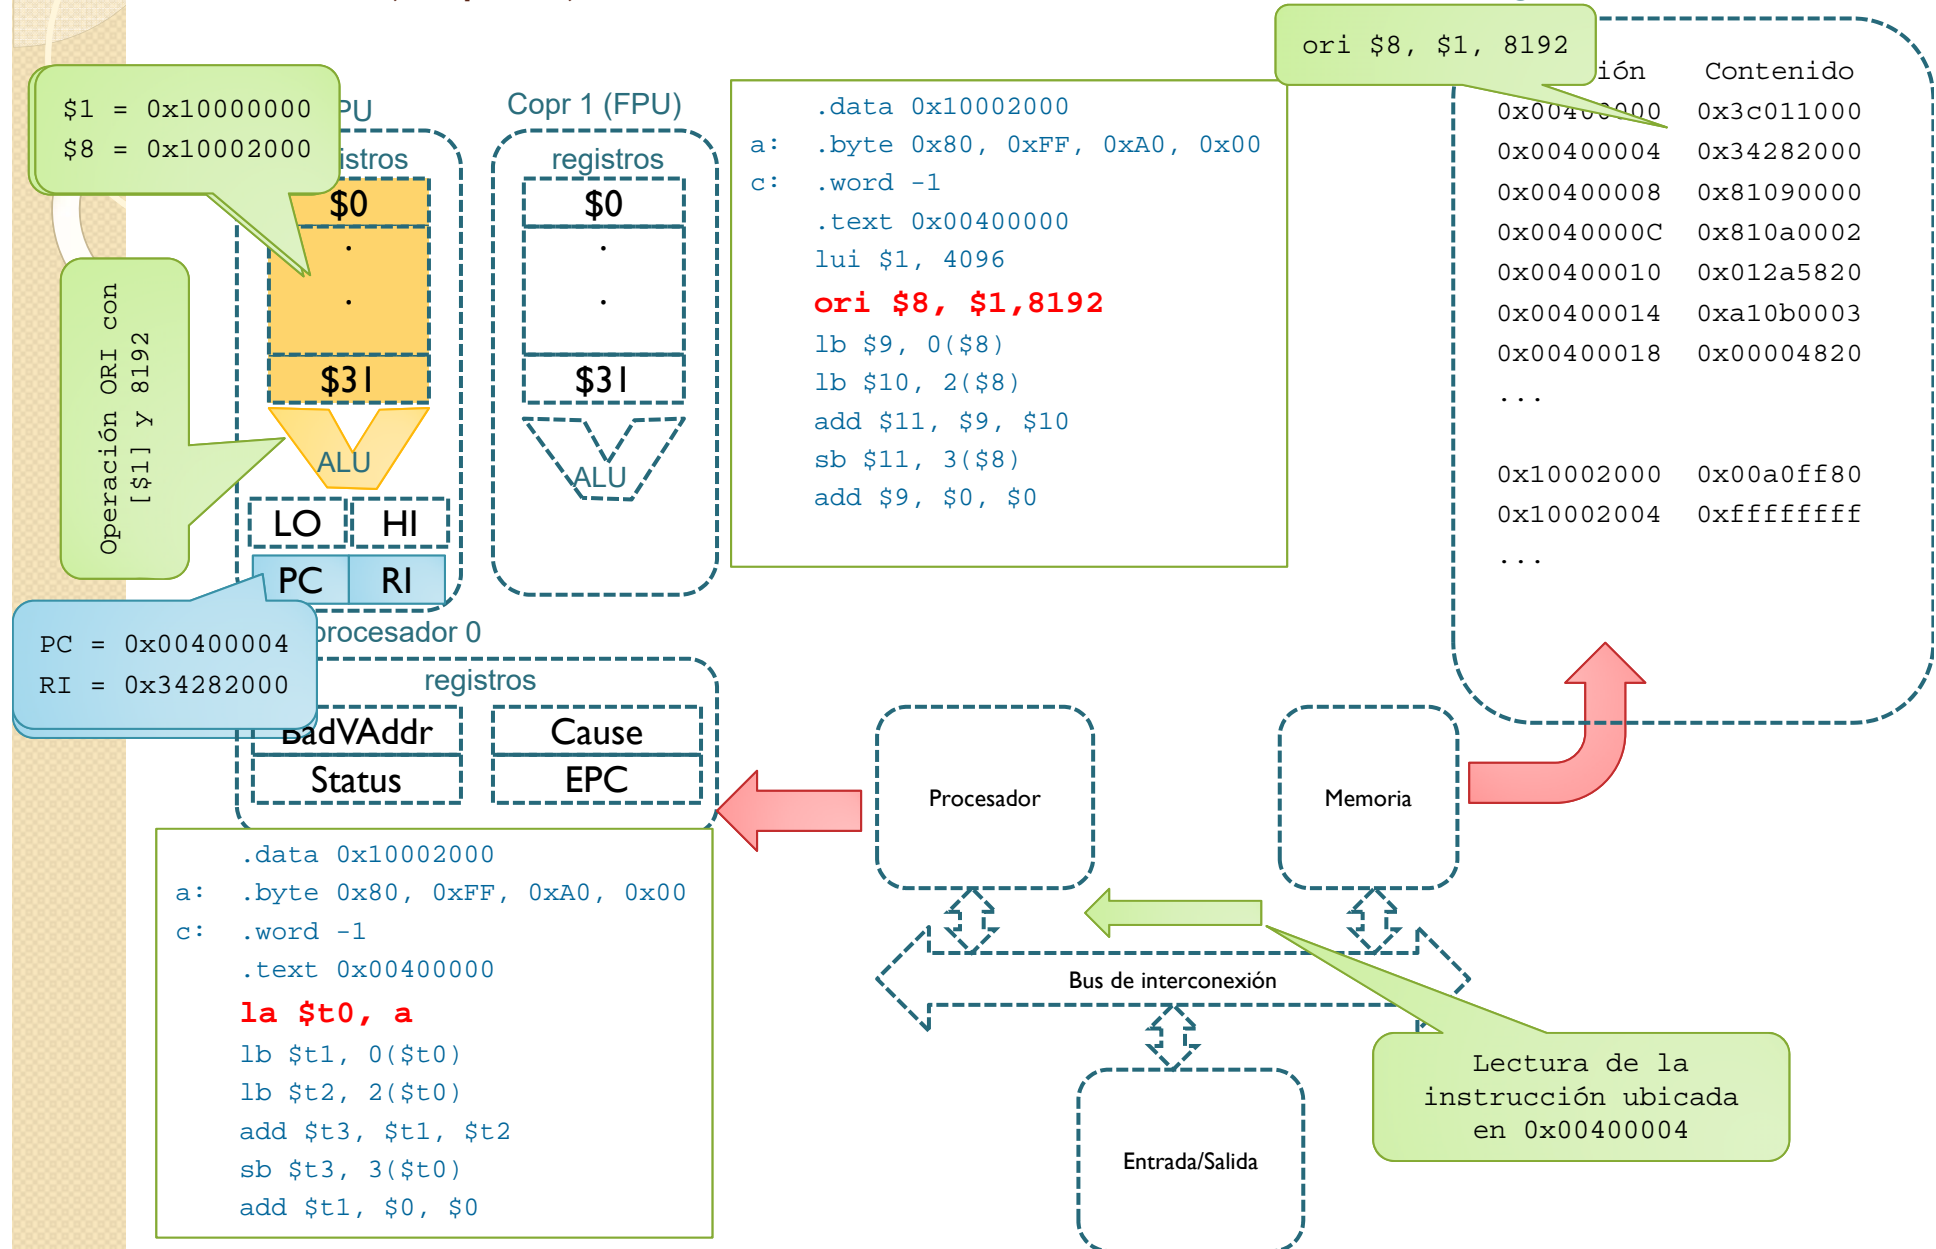 ori $8, $1, 8192
$1 = 0x10000000
$8 = 0x10002000
registros
$0
.
.
$31
ALU
LO HI
PC RI
Operación ORI con
[$1] y 8192
PC = 0x00400004
RI = 0x34282000
Copr 1 (FPU)
registros
$0
.
.
$31
ALU
.data 0x10002000
a: .byte 0x80, 0xFF, 0xA0, 0x00
c: .word -1
.text 0x00400000
lui $1, 4096
ori $8, $1,8192
lb $9, 0($8)
lb $10, 2($8)
add $11, $9, $10
sb $11, 3($8)
add $9, $0, $0
Contenido
0x00400000 0x3c011000
0x00400004 0x34282000
0x00400008 0x81090000
0x0040000C 0x810a0002
0x00400010 0x012a5820
0x00400014 0xa10b0003
0x00400018 0x00004820
...
0x10002000 0x00a0ff80
0x10002004 0xffffffff
...
procesador 0
registros
BadVAddr Cause
Status EPC
.data 0x10002000
a: .byte 0x80, 0xFF, 0xA0, 0x00
c: .word -1
.text 0x00400000
la $t0, a
lb $t1, 0($t0)
lb $t2, 2($t0)
add $t3, $t1, $t2
sb $t3, 3($t0)
add $t1, $0, $0
Procesador
Memoria
Bus de interconexión
Entrada/Salida
Lectura de la
instrucción ubicada
en 0x00400004